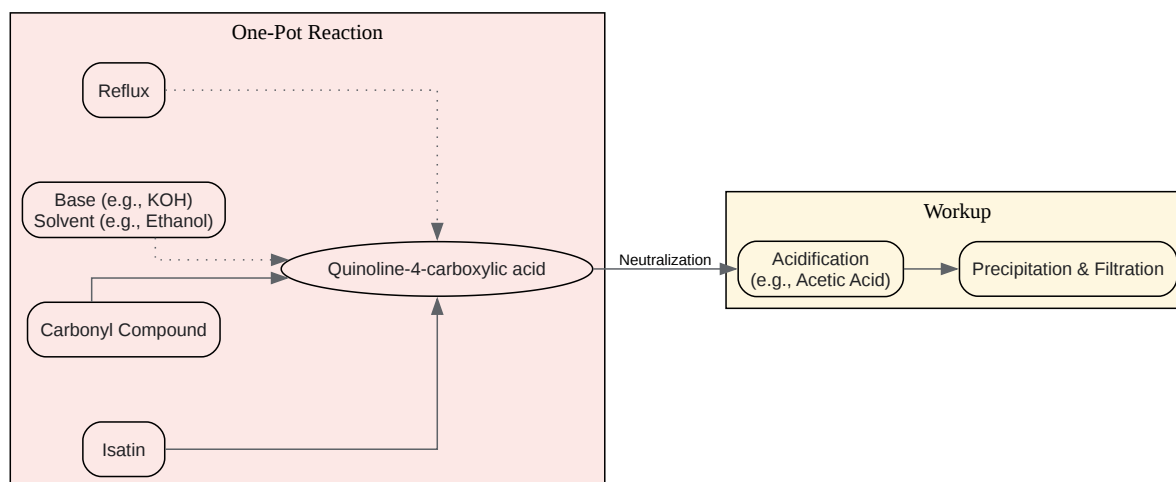 One-Pot Reaction
Reflux
Base (e.g., KOH)
Solvent (e.g., Ethanol)
Quinoline-4-carboxylic acid
Carbonyl Compound
Isatin
Neutralization
Workup
Acidification
(e.g., Acetic Acid)
Precipitation & Filtration